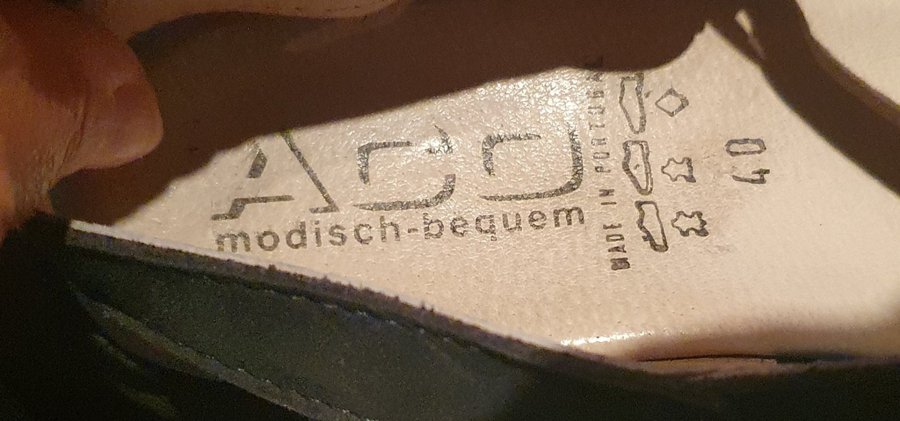 ACO
modisch-bequem
MADE IN PORTUGAL
40